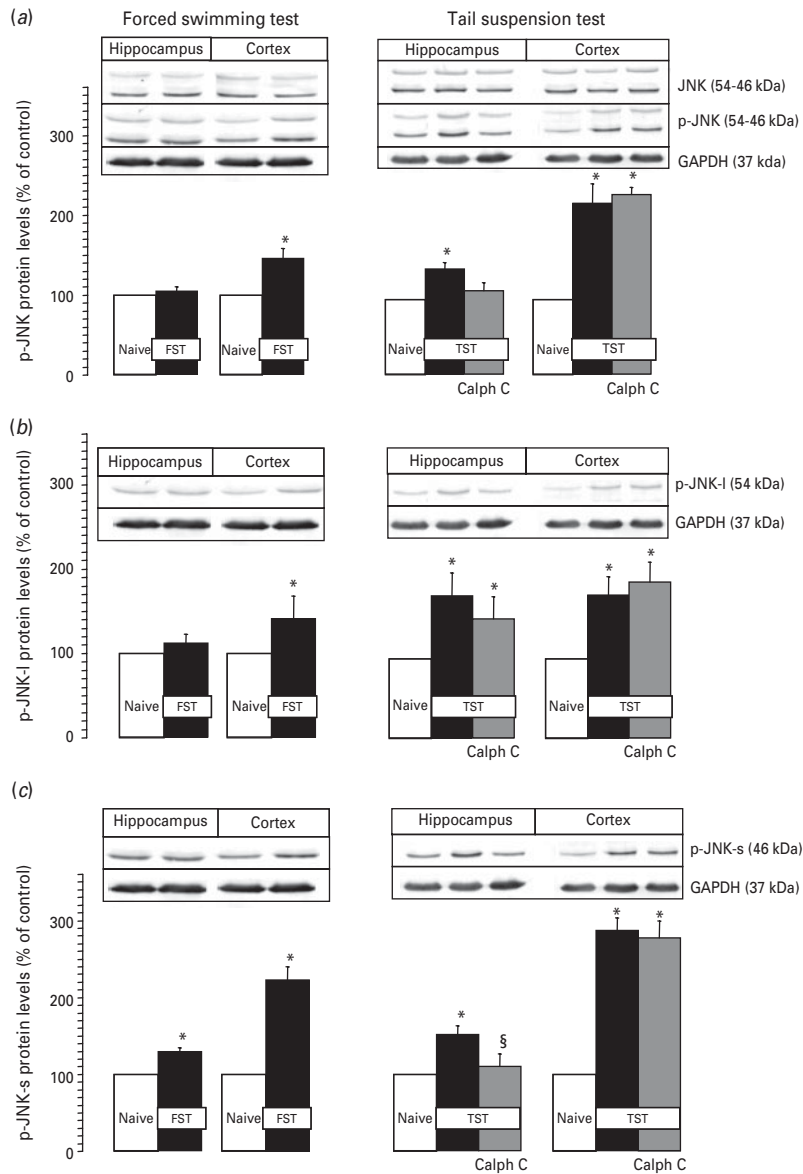 (a)
Forced swimming test
Tail suspension test
Hippocampus Cortex
Hippocampus Cortex
JNK (54-46 kDa)
p-JNK (54-46 kDa)
GAPDH (37 kda)
p-JNK protein levels (% of control)
300
200
100
0
* * * * *
Naive FST Naive FST
Naive TST Naive TST
Calph C Calph C
(b)
Hippocampus Cortex
Hippocampus Cortex
p-JNK-l (54 kDa)
GAPDH (37 kDa)
p-JNK-l protein levels (% of control)
300
200
100
0
* * * * *
Naive FST Naive FST
Naive TST Naive TST
Calph C Calph C
(c)
Hippocampus Cortex
Hippocampus Cortex
p-JNK-s (46 kDa)
GAPDH (37 kDa)
p-JNK-s protein levels (% of control)
300
200
100
0
* * * § * *
Naive FST Naive FST
Naive TST Naive TST
Calph C Calph C